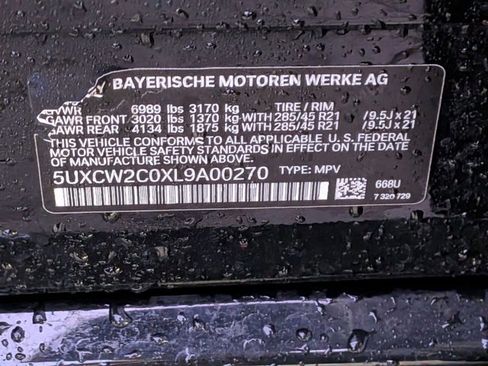 BAYERISCHE MOTOREN WERKE AG
GVWR 6989 lbs 3170 kg TIRE / RIM
GAWR FRONT 3020 lbs 1370 kg-WITH 285/45 R21 /9.5J x 21
GAWR REAR 4134 lbs 1875 kg-WITH 285/45 R21 /9.5J x 21
THIS VEHICLE CONFORMS TO ALL APPLICABLE U. S. FEDERAL
MOTOR VEHICLE SAFETY STANDARDS IN EFFECT ON THE DATE
OF MANUFACTURE SHOWN ABOVE.
5UXCW2C0XL9A00270 TYPE: MPV
668U
7 320 729